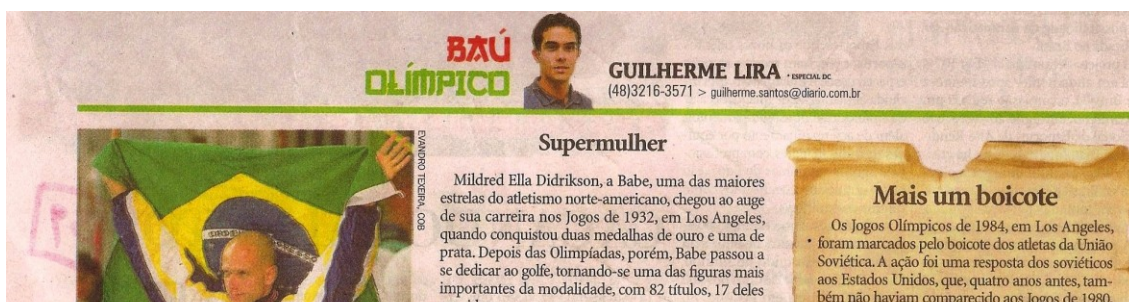 BAÚ
OLÍMPICO
GUILHERME LIRA · ESPECIAL DC
(48)3216-3571 > guilherme.santos@diario.com.br
EVANDRO TEIXEIRA, COB
Supermulher
Mildred Ella Didrikson, a Babe, uma das maiores
estrelas do atletismo norte-americano, chegou ao auge
de sua carreira nos Jogos de 1932, em Los Angeles,
quando conquistou duas medalhas de ouro e uma de
prata. Depois das Olimpíadas, porém, Babe passou a
se dedicar ao golfe, tornando-se uma das figuras mais
importantes da modalidade, com 82 títulos, 17 deles
Mais um boicote
Os Jogos Olímpicos de 1984, em Los Angeles,
foram marcados pelo boicote dos atletas da União
Soviética. A ação foi uma resposta dos soviéticos
aos Estados Unidos, que, quatro anos antes, tam-
bém não haviam comparecido aos Jogos de 1980,